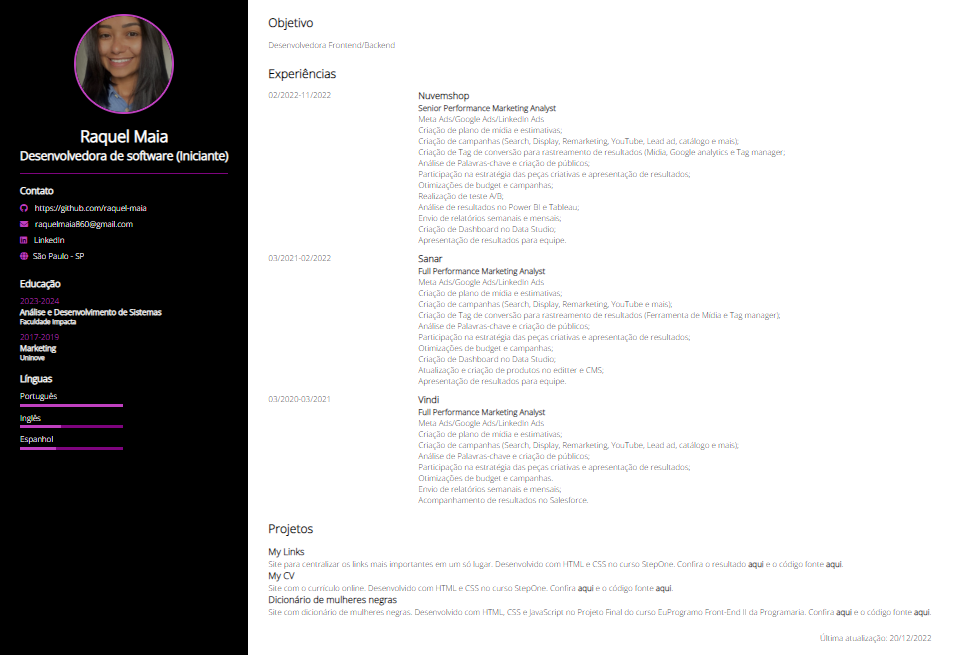 Raquel Maia
Desenvolvedora de software (Iniciante)
Contato
https://github.com/raquel-maia
raquelmaia860@gmail.com
LinkedIn
São Paulo - SP
Educação
2023-2024
Análise e Desenvolvimento de Sistemas
Faculdade Impacta
2017-2019
Marketing
Uninove
Línguas
Português
Inglês
Espanhol
Objetivo
Desenvolvedora Frontend/Backend
Experiências
02/2022-11/2022
Nuvemshop
Senior Performance Marketing Analyst
Meta Ads/Google Ads/LinkedIn Ads
Criação de plano de mídia e estimativas;
Criação de campanhas (Search, Display, Remarketing, YouTube, Lead ad, catálogo e mais);
Criação de Tag de conversão para rastreamento de resultados (Mídia, Google analytics e Tag manager;
Análise de Palavras-chave e criação de públicos;
Participação na estratégia das peças criativas e apresentação de resultados;
Otimizações de budget e campanhas;
Realização de teste A/B;
Análise de resultados no Power BI e Tableau;
Envio de relatórios semanais e mensais;
Criação de Dashboard no Data Studio;
Apresentação de resultados para equipe.
03/2021-02/2022
Sanar
Full Performance Marketing Analyst
Meta Ads/Google Ads/LinkedIn Ads
Criação de plano de mídia e estimativas;
Criação de campanhas (Search, Display, Remarketing, YouTube e mais);
Criação de Tag de conversão para rastreamento de resultados (Ferramenta de Mídia e Tag manager);
Análise de Palavras-chave e criação de públicos;
Participação na estratégia das peças criativas e apresentação de resultados;
Otimizações de budget e campanhas;
Criação de Dashboard no Data Studio;
Atualização e criação de produtos no editter e CMS;
Apresentação de resultados para equipe.
03/2020-03/2021
Vindi
Full Performance Marketing Analyst
Meta Ads/Google Ads/LinkedIn Ads
Criação de plano de mídia e estimativas;
Criação de campanhas (Search, Display, Remarketing, YouTube, Lead ad, catálogo e mais);
Análise de Palavras-chave e criação de públicos;
Participação na estratégia das peças criativas e apresentação de resultados;
Otimizações de budget e campanhas.
Envio de relatórios semanais e mensais;
Acompanhamento de resultados no Salesforce.
Projetos
My Links
Site para centralizar os links mais importantes em um só lugar. Desenvolvido com HTML e CSS no curso StepOne. Confira o resultado aqui e o código fonte aqui.
My CV
Site com o currículo online. Desenvolvido com HTML e CSS no curso StepOne. Confira aqui e o código fonte aqui.
Dicionário de mulheres negras
Site com dicionário de mulheres negras. Desenvolvido com HTML, CSS e JavaScript no Projeto Final do curso EuProgramo Front-End II da Programaria. Confira aqui e o código fonte aqui.
Última atualização: 20/12/2022